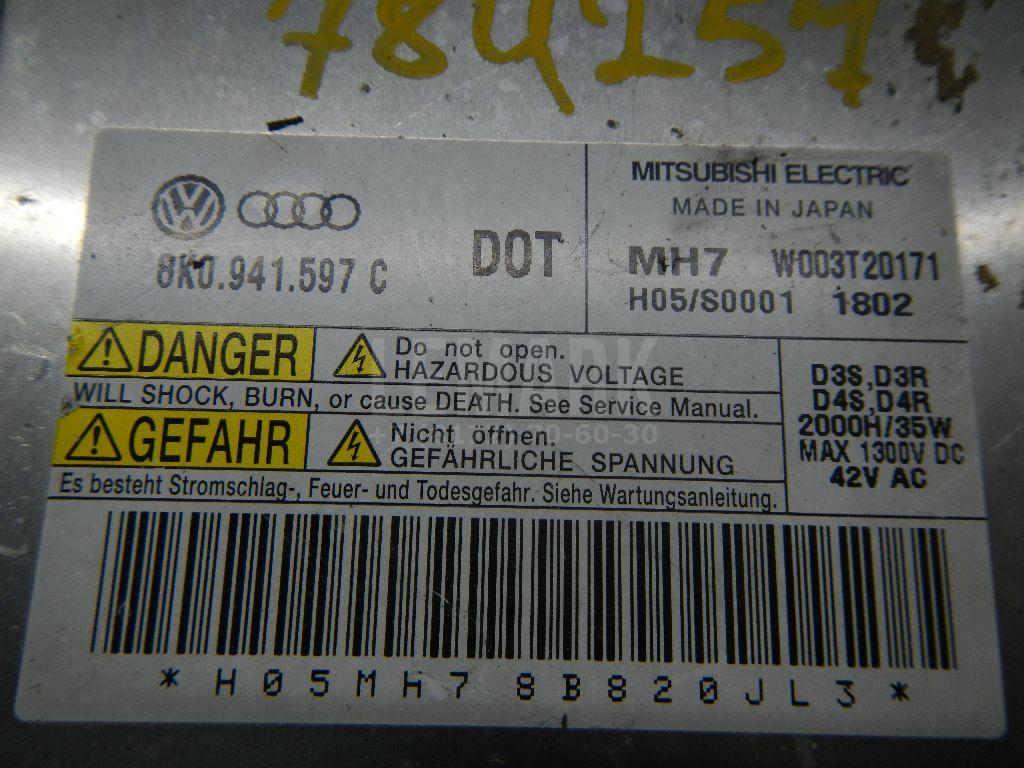 784257
MITSUBISHI ELECTRIC
MADE IN JAPAN
8K0.941.597 C
DOT
MH7 W003T20171
H05/S0001 1802
DANGER
Do not open.
HAZARDOUS VOLTAGE
WILL SHOCK, BURN, or cause DEATH. See Service Manual.
GEFAHR
Nicht öffnen.
GEFÄHRLICHE SPANNUNG
Es besteht Stromschlag-, Feuer- und Todesgefahr. Siehe Wartungsanleitung.
D3S, D3R
D4S, D4R
2000H/35W
MAX 1300V DC
42V AC
*H05MH78B820JL3*